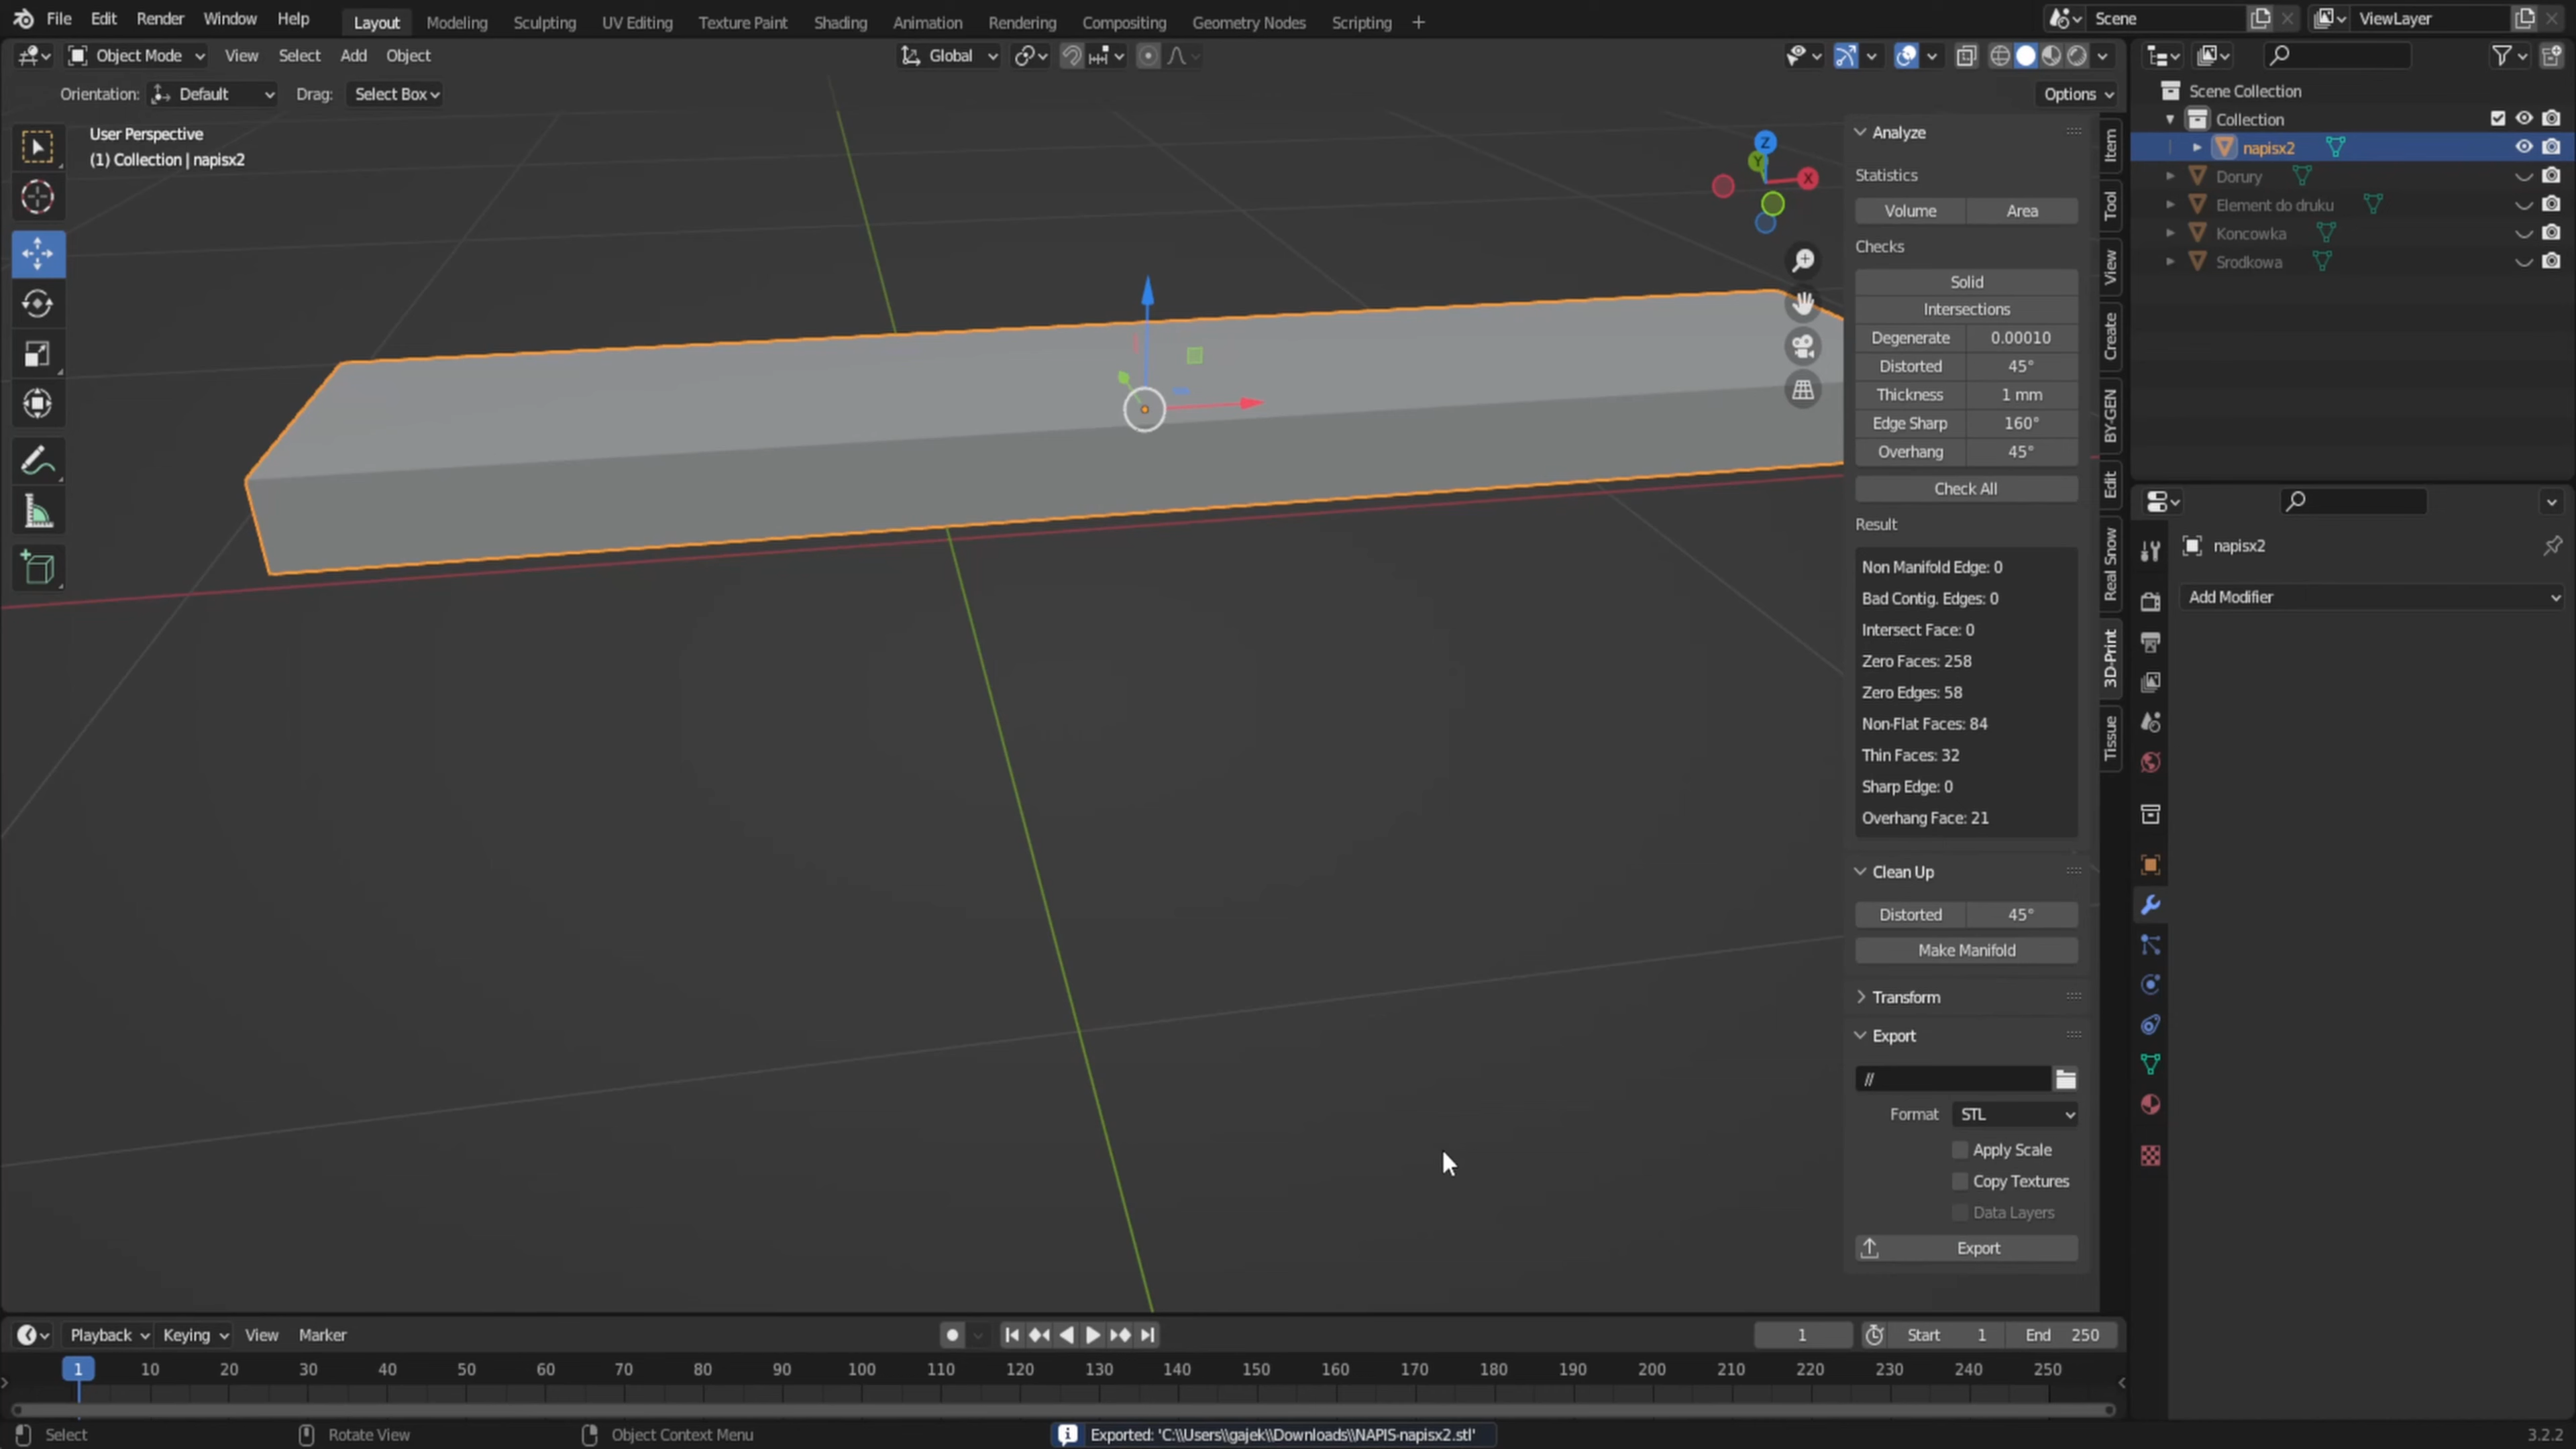 File Edit Render Window Help Layout Modeling Sculpting UV Editing Texture Paint Shading Animation Rendering Compositing Geometry Nodes Scripting + Scene ViewLayer
Object Mode View Select Add Object Global
Orientation: Default Drag: Select Box Options
User Perspective
(1) Collection | napisx2
Z
Y
X
Analyze
Statistics
Volume Area
Checks
Solid
Intersections
Degenerate 0.00010
Distorted 45°
Thickness 1 mm
Edge Sharp 160°
Overhang 45°
Check All
Result
Non Manifold Edge: 0
Bad Contig. Edges: 0
Intersect Face: 0
Zero Faces: 258
Zero Edges: 58
Non-Flat Faces: 84
Thin Faces: 32
Sharp Edge: 0
Overhang Face: 21
Clean Up
Distorted 45°
Make Manifold
Transform
Export
//
Format STL
Apply Scale
Copy Textures
Data Layers
Export
Item
Tool
View
Create
BY-GEN
Edit
Real Snow
3D-Print
Tissue
Scene Collection
Collection
napisx2
Dorury
Element do druku
Koncowka
Srodkowa
napisx2
Add Modifier
Playback Keying View Marker 1 Start 1 End 250
1 10 20 30 40 50 60 70 80 90 100 110 120 130 140 150 160 170 180 190 200 210 220 230 240 250
Select Rotate View Object Context Menu Exported: 'C:\\Users\\gajek\\Downloads\\NAPIS-napisx2.stl' 3.2.2